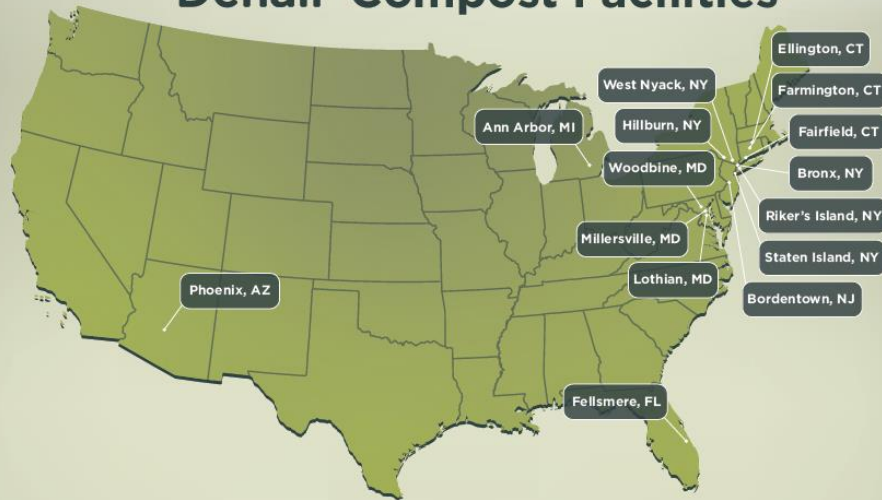 Denali Compost Facilities
Ellington, CT
West Nyack, NY
Farmington, CT
Ann Arbor, MI
Hillburn, NY
Fairfield, CT
Woodbine, MD
Bronx, NY
Riker's Island, NY
Millersville, MD
Staten Island, NY
Lothian, MD
Phoenix, AZ
Bordentown, NJ
Fellsmere, FL